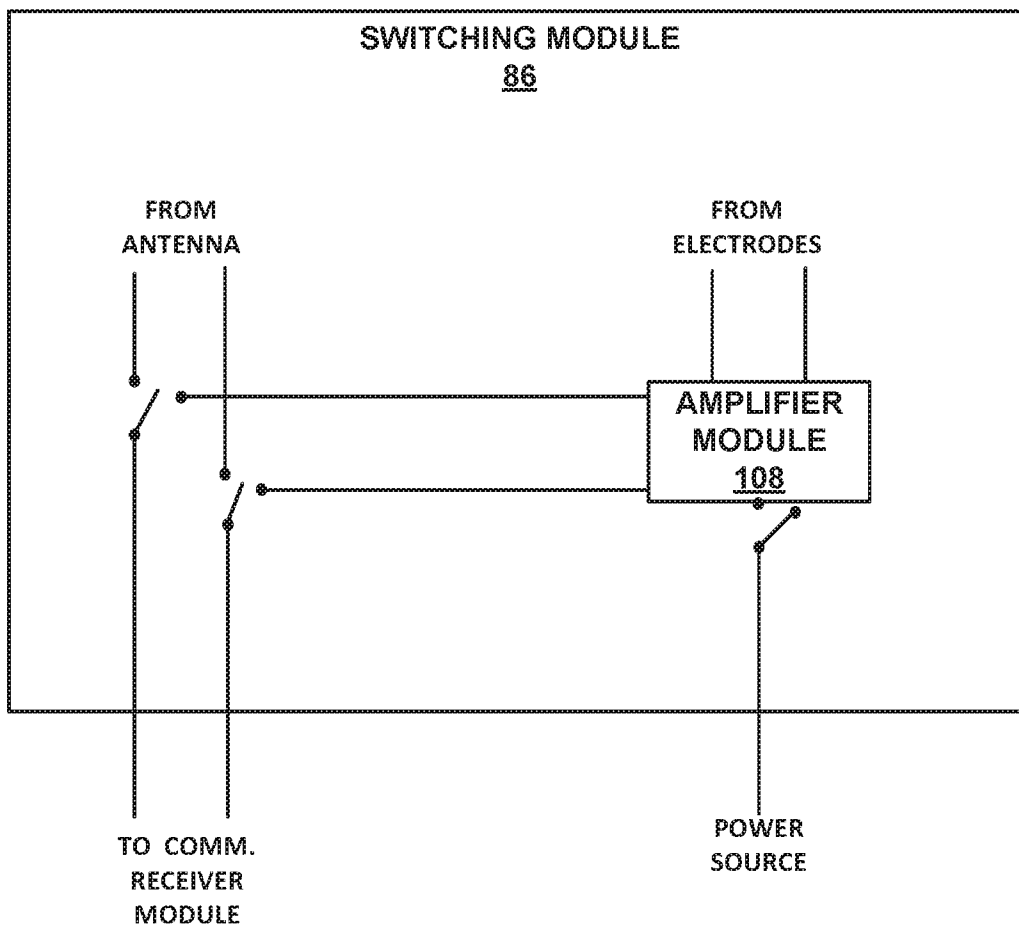 SWITCHING MODULE
86
FROM
ANTENNA
FROM
ELECTRODES
AMPLIFIER
MODULE
108
TO COMM.
RECEIVER
MODULE
POWER
SOURCE